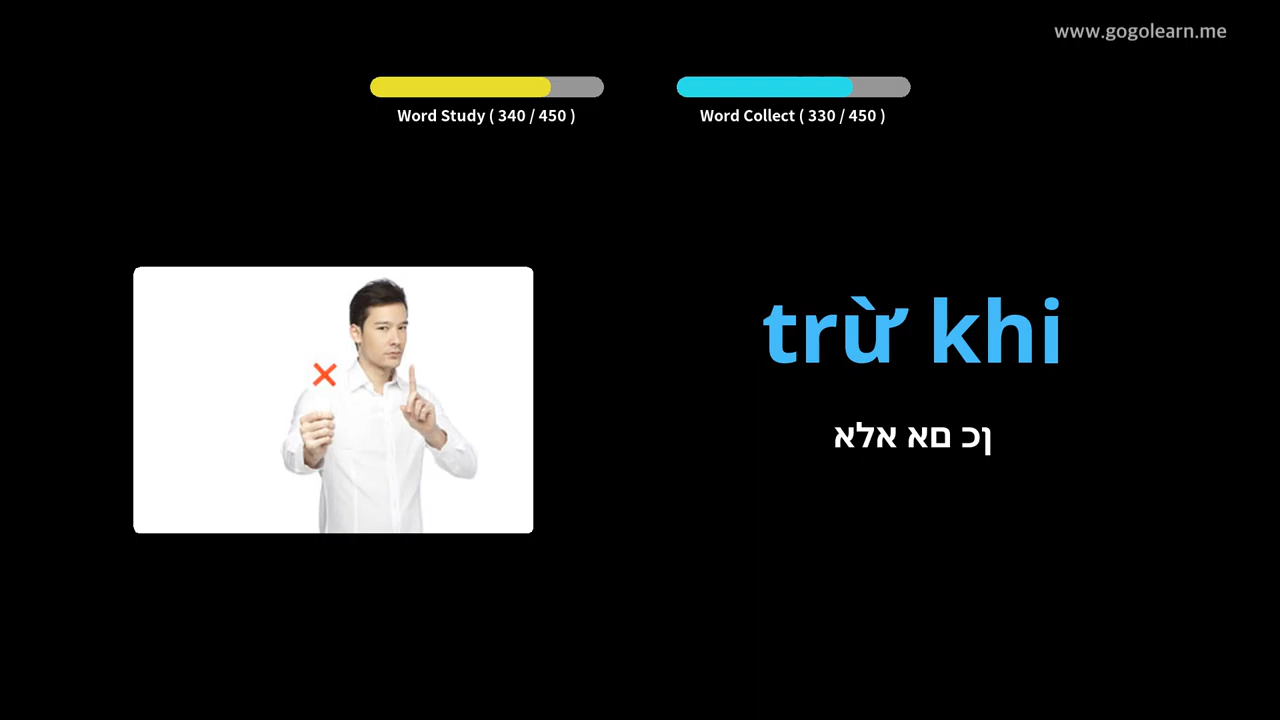 www.gogolearn.me
Word Study ( 340 / 450 )
Word Collect ( 330 / 450 )
trừ khi
אלא אם כן